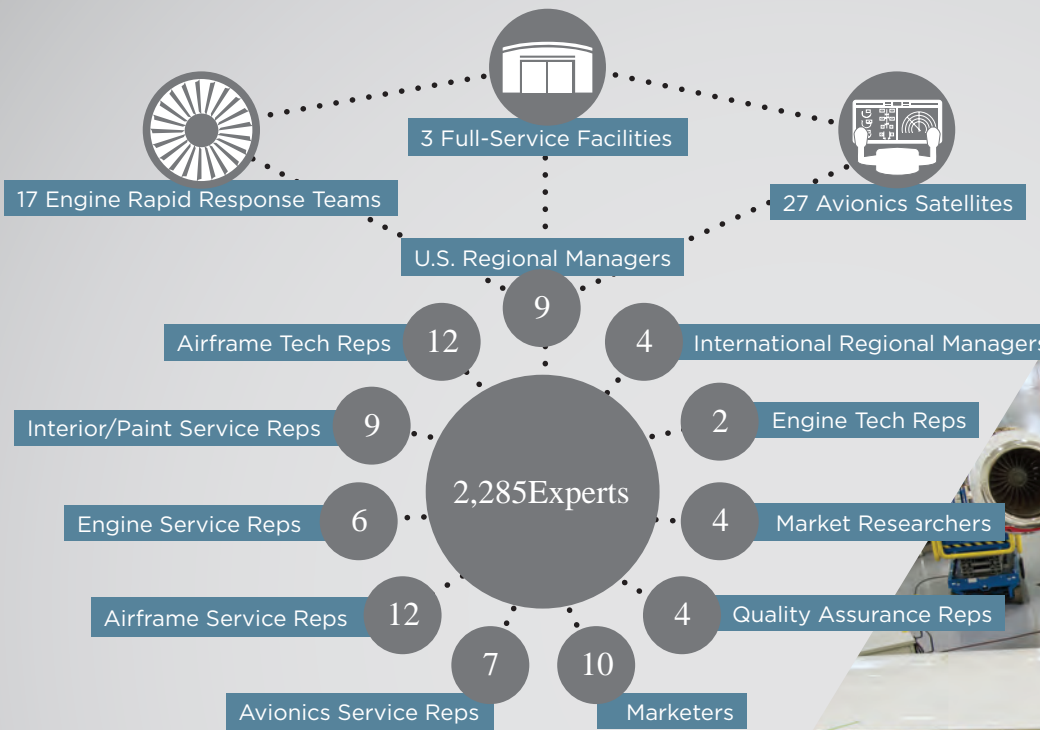 3 Full-Service Facilities
17 Engine Rapid Response Teams
27 Avionics Satellites
U.S. Regional Managers
9
Airframe Tech Reps 12
4 International Regional Managers
Interior/Paint Service Reps 9
2 Engine Tech Reps
2,285Experts
Engine Service Reps 6
4 Market Researchers
Airframe Service Reps 12
4 Quality Assurance Reps
7
10
Avionics Service Reps
Marketers